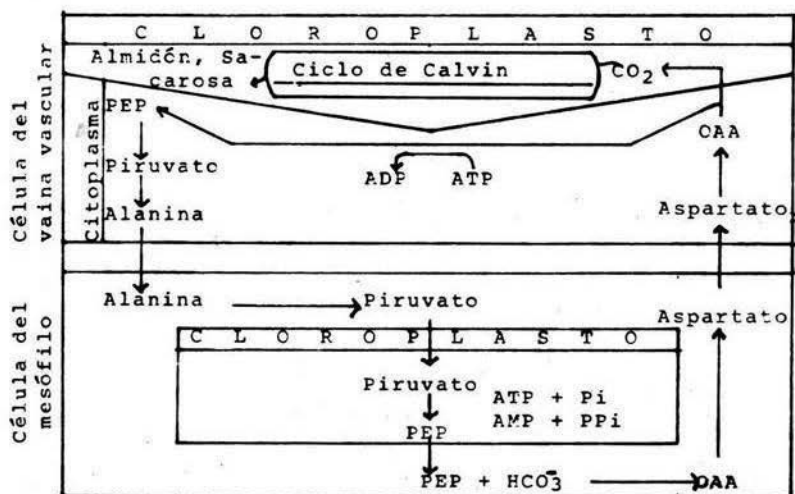 C L O R O P L A S T O
Almidón, Sa-
carosa
Ciclo de Calvin
CO2
Célula del
vaina vascular
Citoplasma
PEP
OAA
Piruvato
ADP ATP
Alanina
Aspartato
Célula del
mesófilo
Alanina
Piruvato
Aspartato
C L O R O P L A S T O
Piruvato
ATP + Pi
AMP + PPi
PEP
PEP + HCO3- OAA